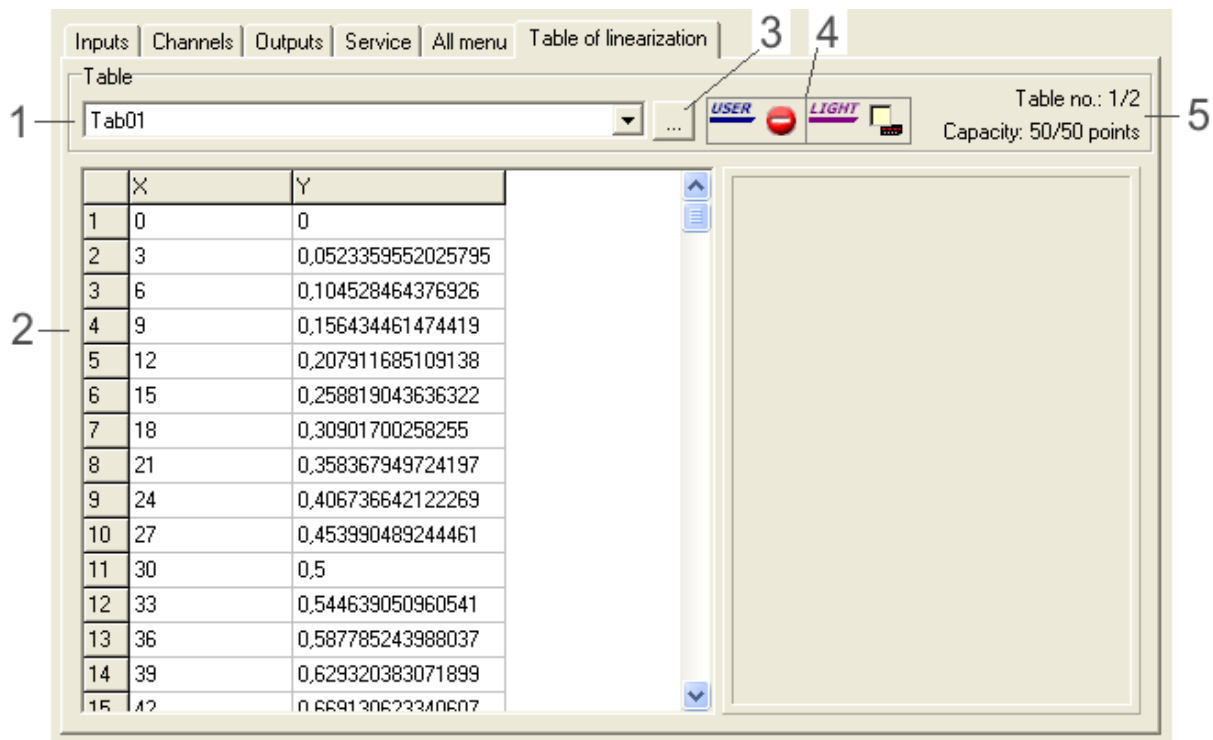 Inputs Channels Outputs Service All menu Table of linearization 3 4
Table
1 Tab01 ... USER LIGHT Table no.: 1/2 5
Capacity: 50/50 points
X Y
1 0 0
2 3 0,0523359552025795
3 6 0,104528464376926
2
4 9 0,156434461474419
5 12 0,207911685109138
6 15 0,258819043636322
7 18 0,30901700258255
8 21 0,358367949724197
9 24 0,406736642122269
10 27 0,453990489244461
11 30 0,5
12 33 0,544639050960541
13 36 0,587785243988037
14 39 0,629320383071899
15 42 0,669130623340607